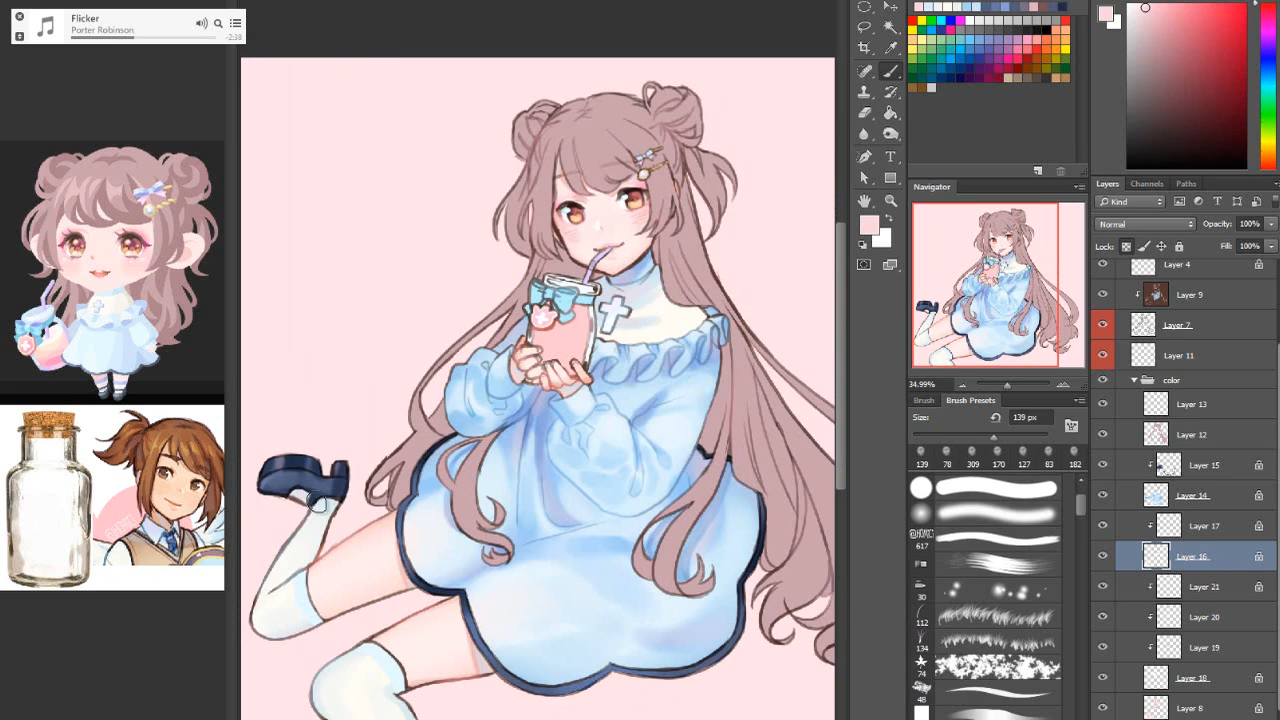 Flicker
Porter Robinson
-2:38
Navigator
34.99%
Brush
Brush Presets
Size:
139 px
139
78
309
170
127
83
182
617
30
112
134
74
48
Layers
Channels
Paths
Kind
Normal
Opacity:
100%
Lock:
Fill:
100%
Layer 4
Layer 9
Layer 7
Layer 11
color
Layer 13
Layer 12
Layer 15
Layer 14
Layer 17
Layer 16
Layer 21
Layer 20
Layer 19
Layer 18
Layer 8